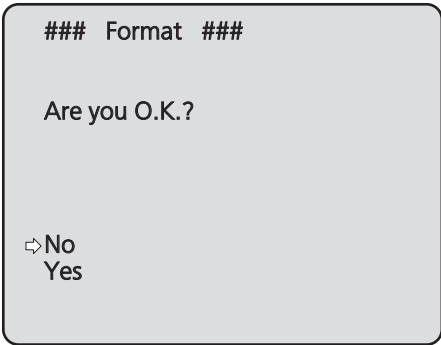 ### Format ###
Are you O.K.?
⇨No
Yes